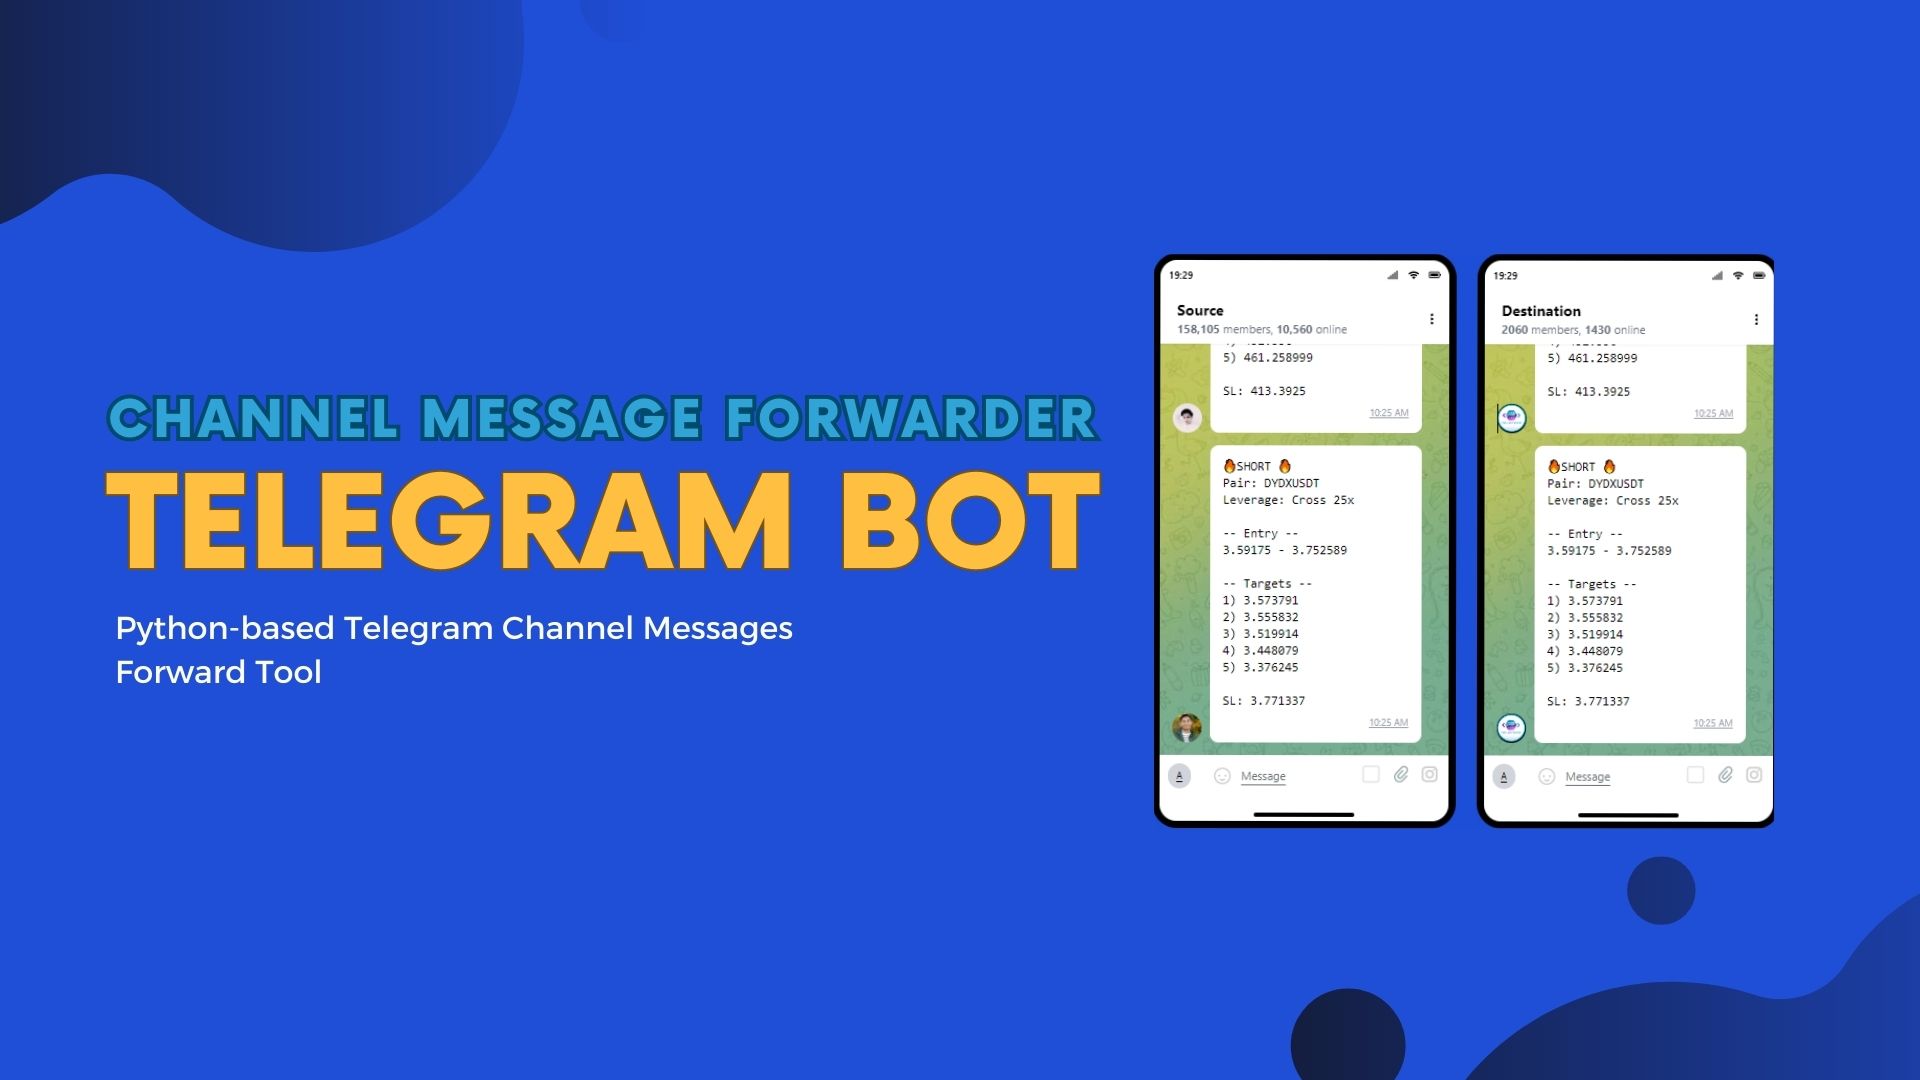 CHANNEL MESSAGE FORWARDER
TELEGRAM BOT
Python-based Telegram Channel Messages
Forward Tool
19:29
Source
158,105 members, 10,560 online
5) 461.258999
SL: 413.3925
10:25 AM
🔥SHORT 🔥
Pair: DYDXUSDT
Leverage: Cross 25x
-- Entry --
3.59175 - 3.752589
-- Targets --
1) 3.573791
2) 3.555832
3) 3.519914
4) 3.448079
5) 3.376245
SL: 3.771337
10:25 AM
A
Message
19:29
Destination
2060 members, 1430 online
5) 461.258999
SL: 413.3925
10:25 AM
🔥SHORT 🔥
Pair: DYDXUSDT
Leverage: Cross 25x
-- Entry --
3.59175 - 3.752589
-- Targets --
1) 3.573791
2) 3.555832
3) 3.519914
4) 3.448079
5) 3.376245
SL: 3.771337
10:25 AM
A
Message